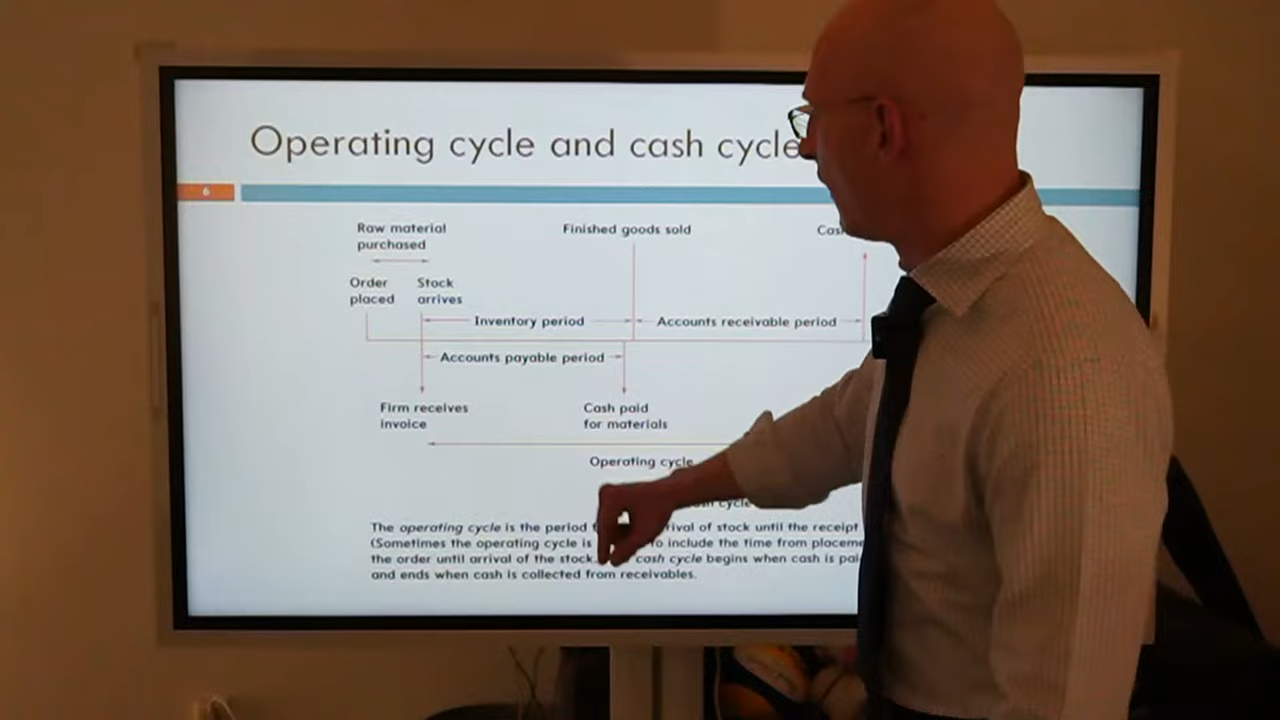 Operating cycle and cash cycle
6
Raw material
purchased
Finished goods sold
Order
placed
Stock
arrives
Inventory period
Accounts receivable period
Accounts payable period
Firm receives
invoice
Cash paid
for materials
Operating cycle
cycle
The operating cycle is the period of stock until the receipt
(Sometimes the operating cycle is to include the time from
the order until arrival of the stock. cash cycle begins when cash is
and ends when cash is collected from receivables.